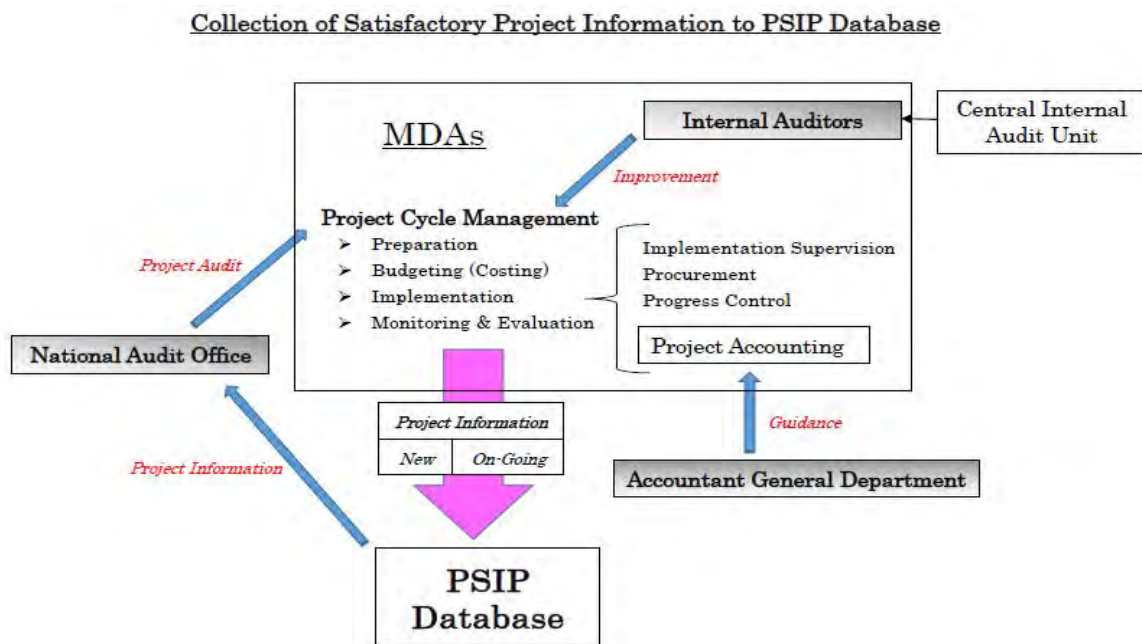 Collection of Satisfactory Project Information to PSIP Database
MDAs
Internal Auditors
Central Internal
Audit Unit
Improvement
Project Cycle Management
➢ Preparation
➢ Budgeting (Costing)
➢ Implementation
➢ Monitoring & Evaluation
Implementation Supervision
Procurement
Progress Control
Project Accounting
Project Audit
National Audit Office
Project Information
New
On-Going
Guidance
Project Information
Accountant General Department
PSIP
Database